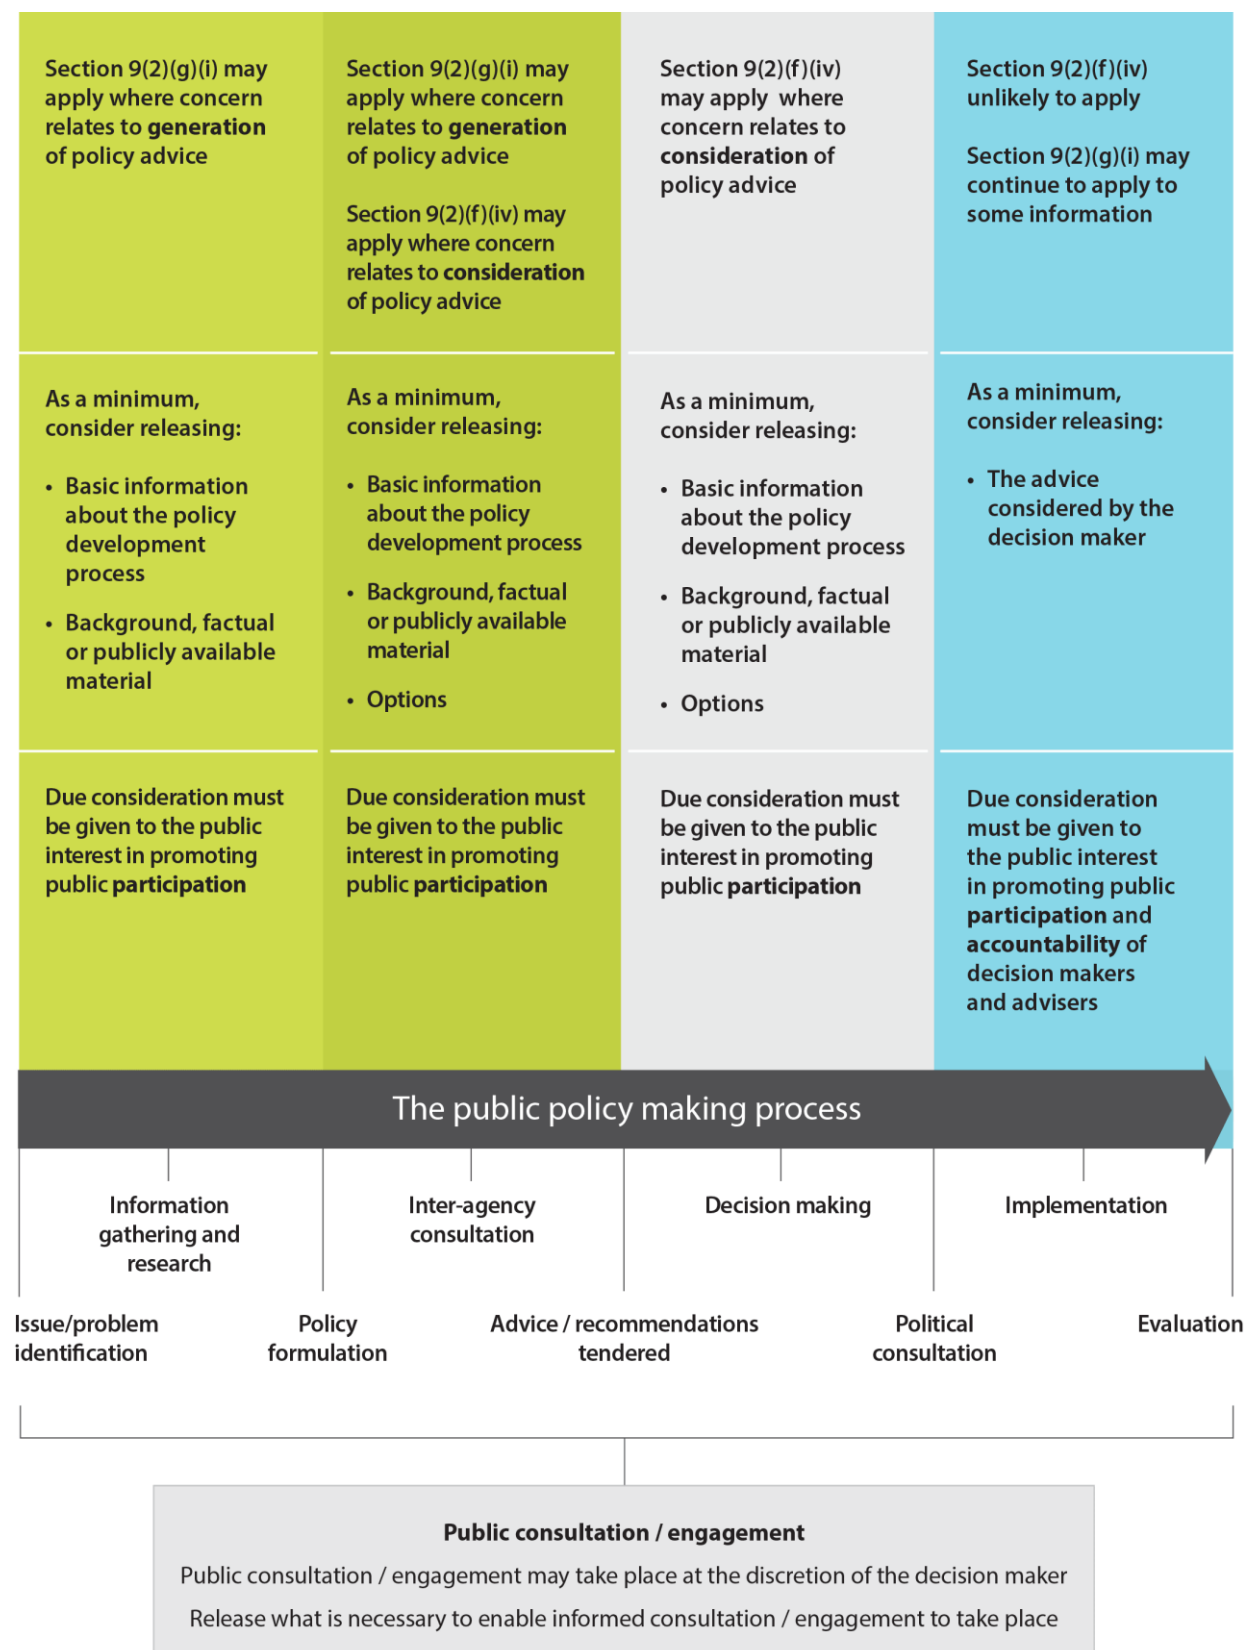 Section 9(2)(g)(i) may
apply where concern
relates to generation
of policy advice
Section 9(2)(g)(i) may
apply where concern
relates to generation
of policy advice
Section 9(2)(f)(iv) may
apply where concern
relates to consideration
of policy advice
Section 9(2)(f)(iv)
may apply where
concern relates to
consideration of
policy advice
Section 9(2)(f)(iv)
unlikely to apply
Section 9(2)(g)(i) may
continue to apply to
some information
As a minimum,
consider releasing:
• Basic information
about the policy
development
process
• Background, factual
or publicly available
material
As a minimum,
consider releasing:
• Basic information
about the policy
development process
• Background, factual
or publicly available
material
• Options
As a minimum,
consider releasing:
• Basic information
about the policy
development process
• Background, factual
or publicly available
material
• Options
As a minimum,
consider releasing:
• The advice
considered by the
decision maker
Due consideration must
be given to the public
interest in promoting
public participation
Due consideration must
be given to the public
interest in promoting
public participation
Due consideration must
be given to the public
interest in promoting
public participation
Due consideration
must be given to
the public interest
in promoting public
participation and
accountability of
decision makers
and advisers
The public policy making process
Information
gathering and
research
Inter-agency
consultation
Decision making
Implementation
Issue/problem
identification
Policy
formulation
Advice / recommendations
tendered
Political
consultation
Evaluation
Public consultation / engagement
Public consultation / engagement may take place at the discretion of the decision maker
Release what is necessary to enable informed consultation / engagement to take place